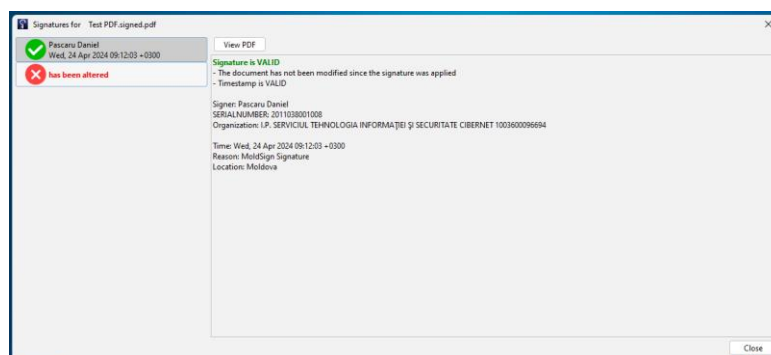 Signatures for Test PDF.signed.pdf
Pascaru Daniel
Wed, 24 Apr 2024 09:12:03 +0300
has been altered
View PDF
Signature is VALID
- The document has not been modified since the signature was applied
- Timestamp is VALID
Signer: Pascaru Daniel
SERIALNUMBER: 2011038001008
Organization: I.P. SERVICIUL TEHNOLOGIA INFORMAŢIEI ŞI SECURITATE CIBERNET 1003600096694
Time: Wed, 24 Apr 2024 09:12:03 +0300
Reason: MoldSign Signature
Location: Moldova
Close